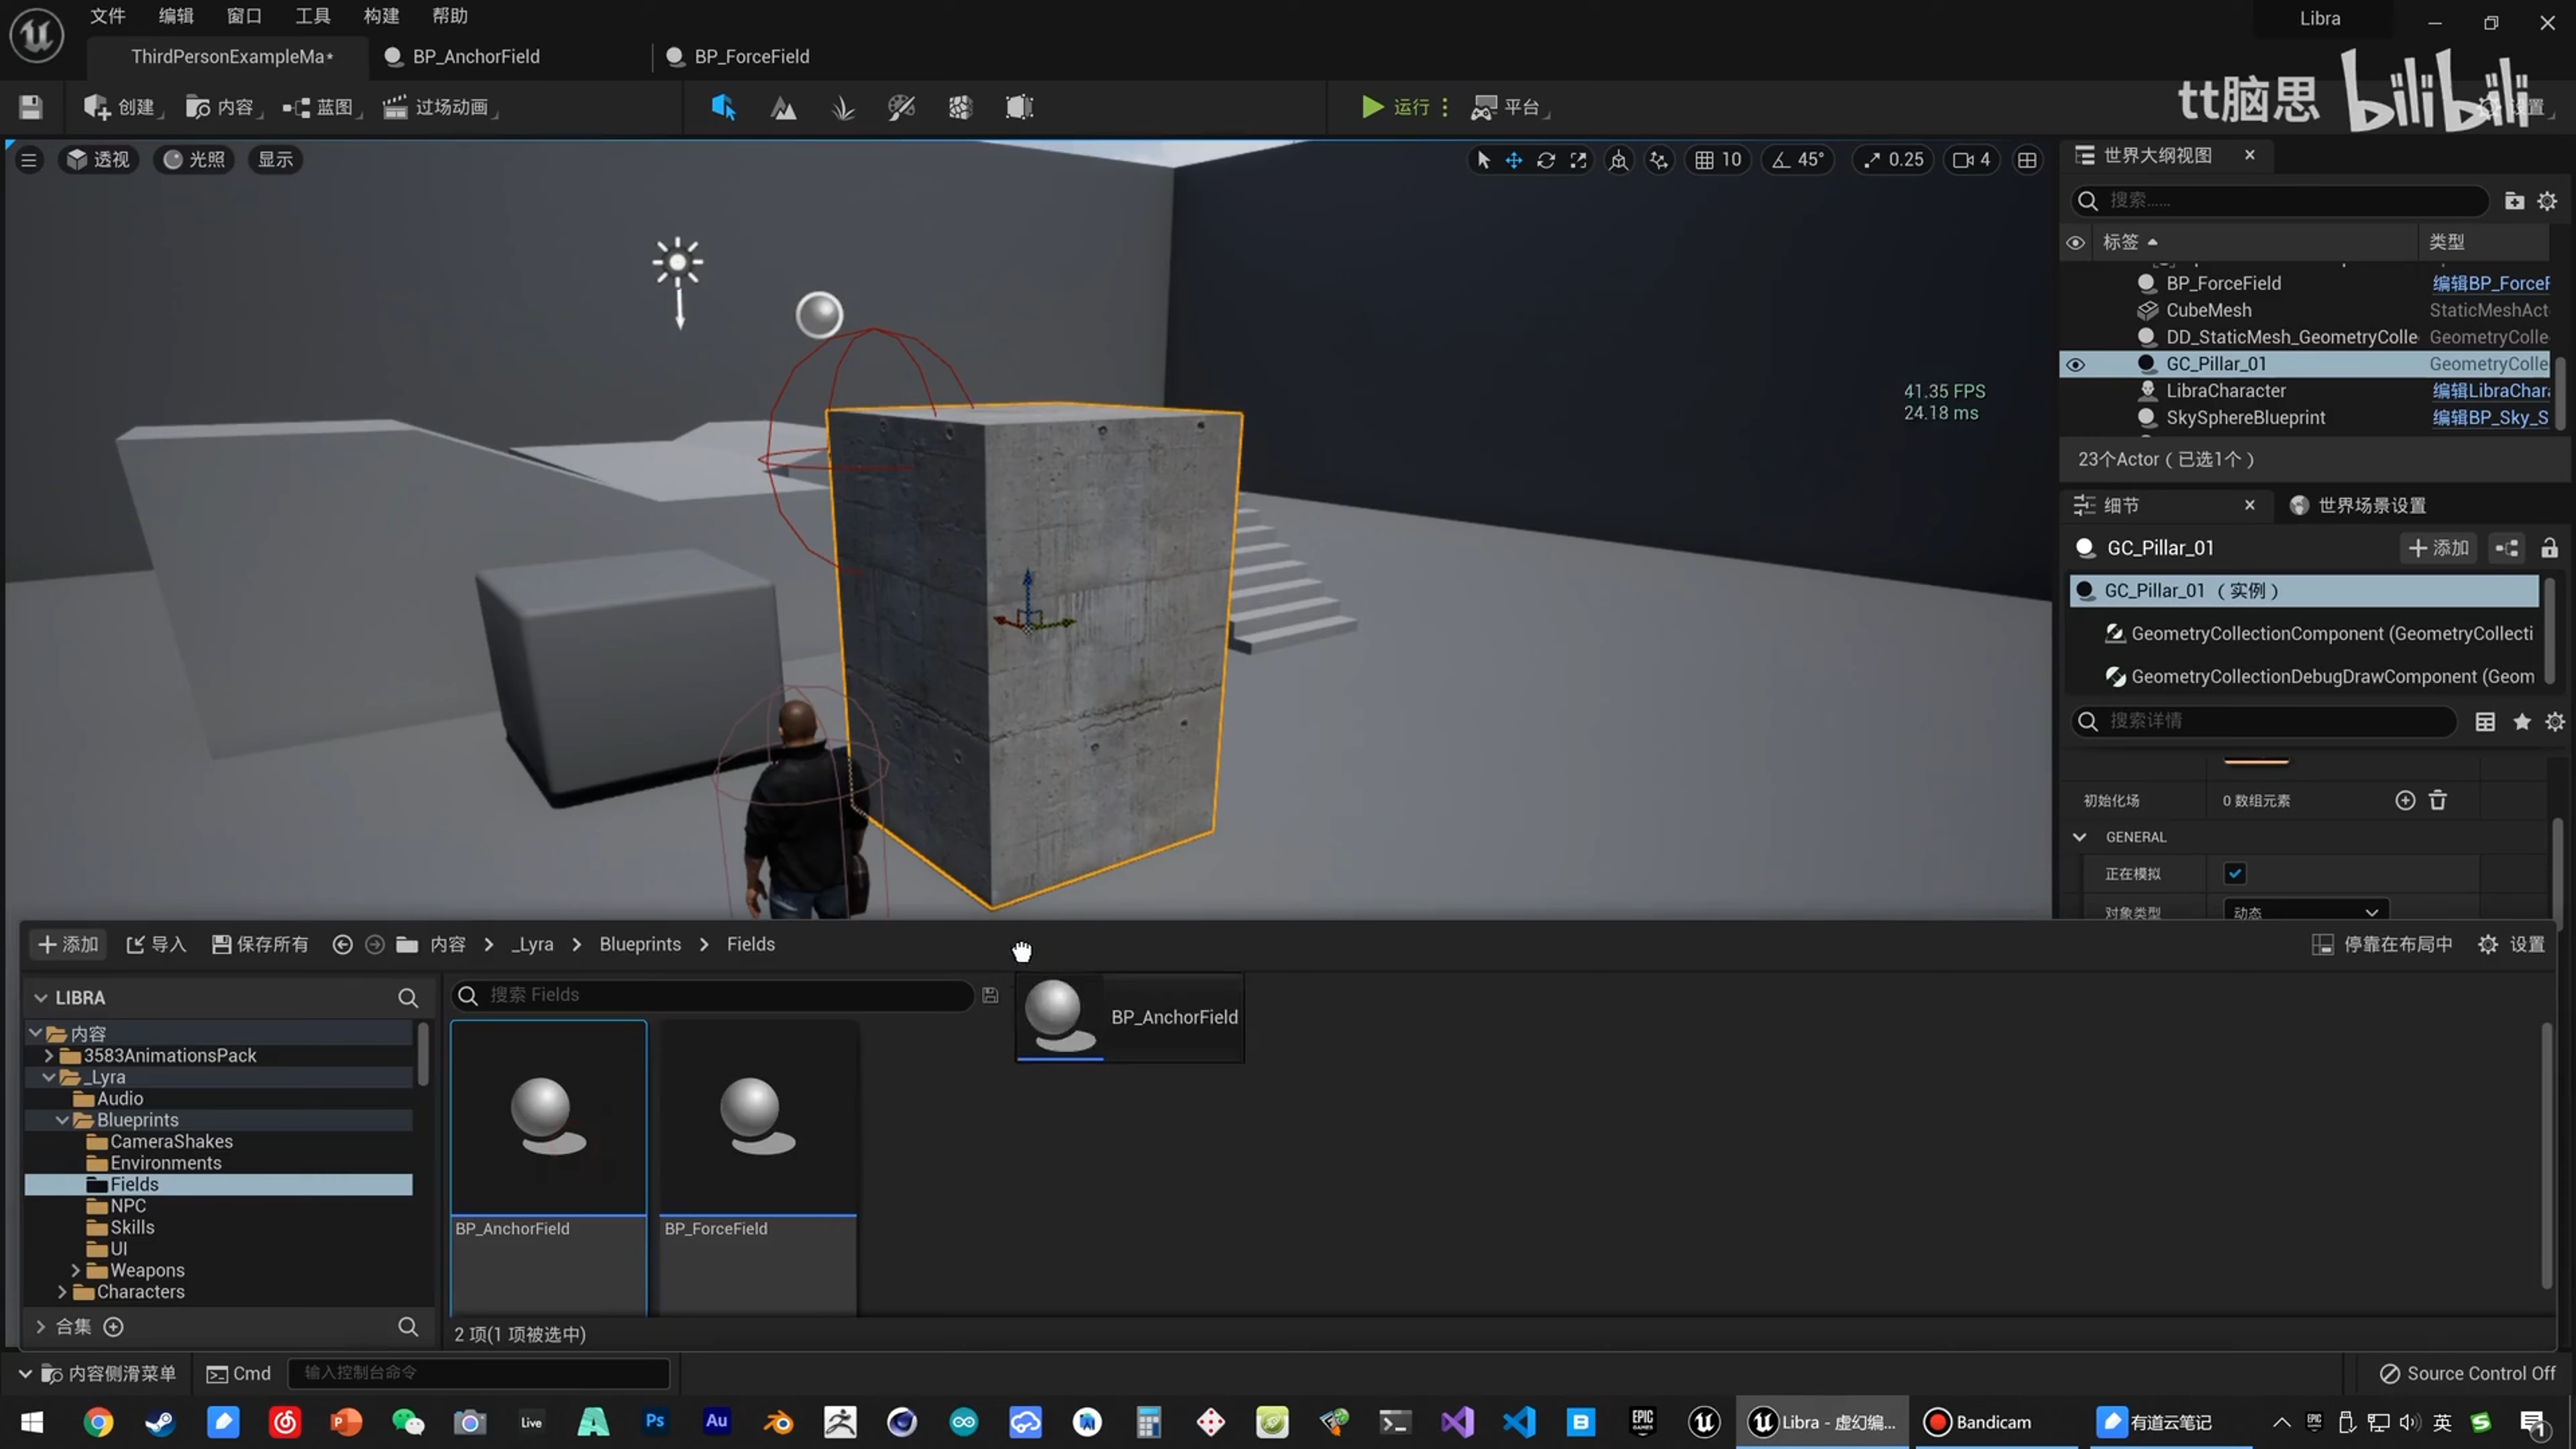 文件 编辑 窗口 工具 构建 帮助
Libra
ThirdPersonExampleMa*
BP_AnchorField
BP_ForceField
创建 内容 蓝图 过场动画
运行 平台
tt脑思 bilibili
设置
透视 光照 显示
10 45° 0.25 4
41.35 FPS
24.18 ms
世界大纲视图
搜索......
标签 类型
BP_ForceField 编辑BP_ForceF
CubeMesh StaticMeshAct
DD_StaticMesh_GeometryColle GeometryColle
GC_Pillar_01 GeometryColle
LibraCharacter 编辑LibraChara
SkySphereBlueprint 编辑BP_Sky_S
23个Actor（已选1个）
细节 世界场景设置
GC_Pillar_01 添加
GC_Pillar_01 （实例）
GeometryCollectionComponent (GeometryCollecti
GeometryCollectionDebugDrawComponent (Geom
搜索详情
初始化场 0 数组元素
GENERAL
正在模拟
对象类型 动态
添加 导入 保存所有 内容 _Lyra Blueprints Fields
停靠在布局中 设置
LIBRA
搜索 Fields
内容
3583AnimationsPack
_Lyra
Audio
Blueprints
CameraShakes
Environments
Fields
NPC
Skills
UI
Weapons
Characters
合集
BP_AnchorField
BP_AnchorField
BP_ForceField
2 项(1 项被选中)
内容侧滑菜单 Cmd 输入控制台命令
Source Control Off
Live
Ps
Au
EPIC GAMES
Libra - 虚幻编...
Bandicam
有道云笔记
英
1